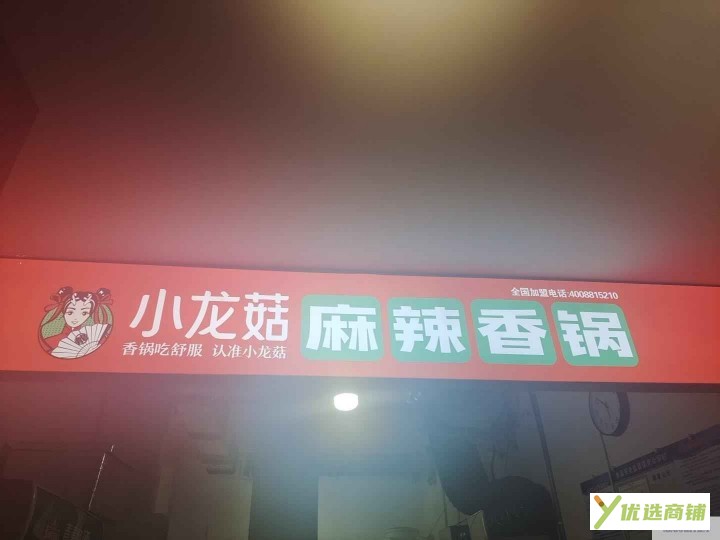 全国加盟电话:4008815210
小龙菇 麻辣香锅
香锅吃舒服 认准小龙菇
优选商铺